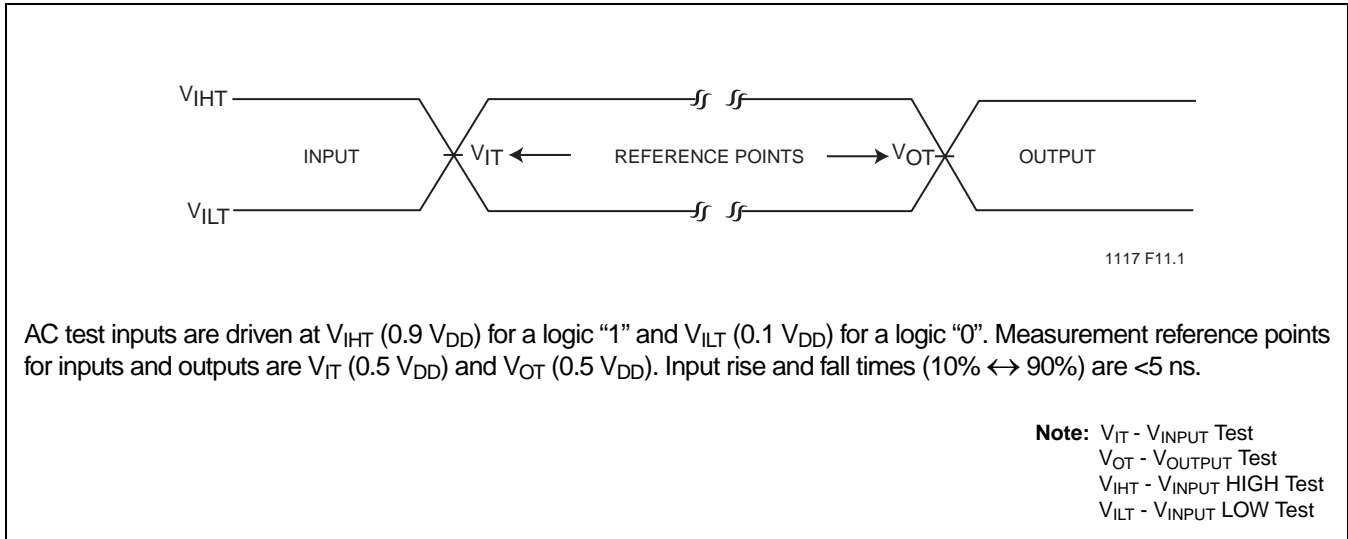 VIHT
INPUT VIT REFERENCE POINTS VOT OUTPUT
VILT
1117 F11.1
AC test inputs are driven at VIHT (0.9 VDD) for a logic “1” and VILT (0.1 VDD) for a logic “0”. Measurement reference points
for inputs and outputs are VIT (0.5 VDD) and VOT (0.5 VDD). Input rise and fall times (10% ↔ 90%) are <5 ns.
Note: VIT - VINPUT Test
VOT - VOUTPUT Test
VIHT - VINPUT HIGH Test
VILT - VINPUT LOW Test